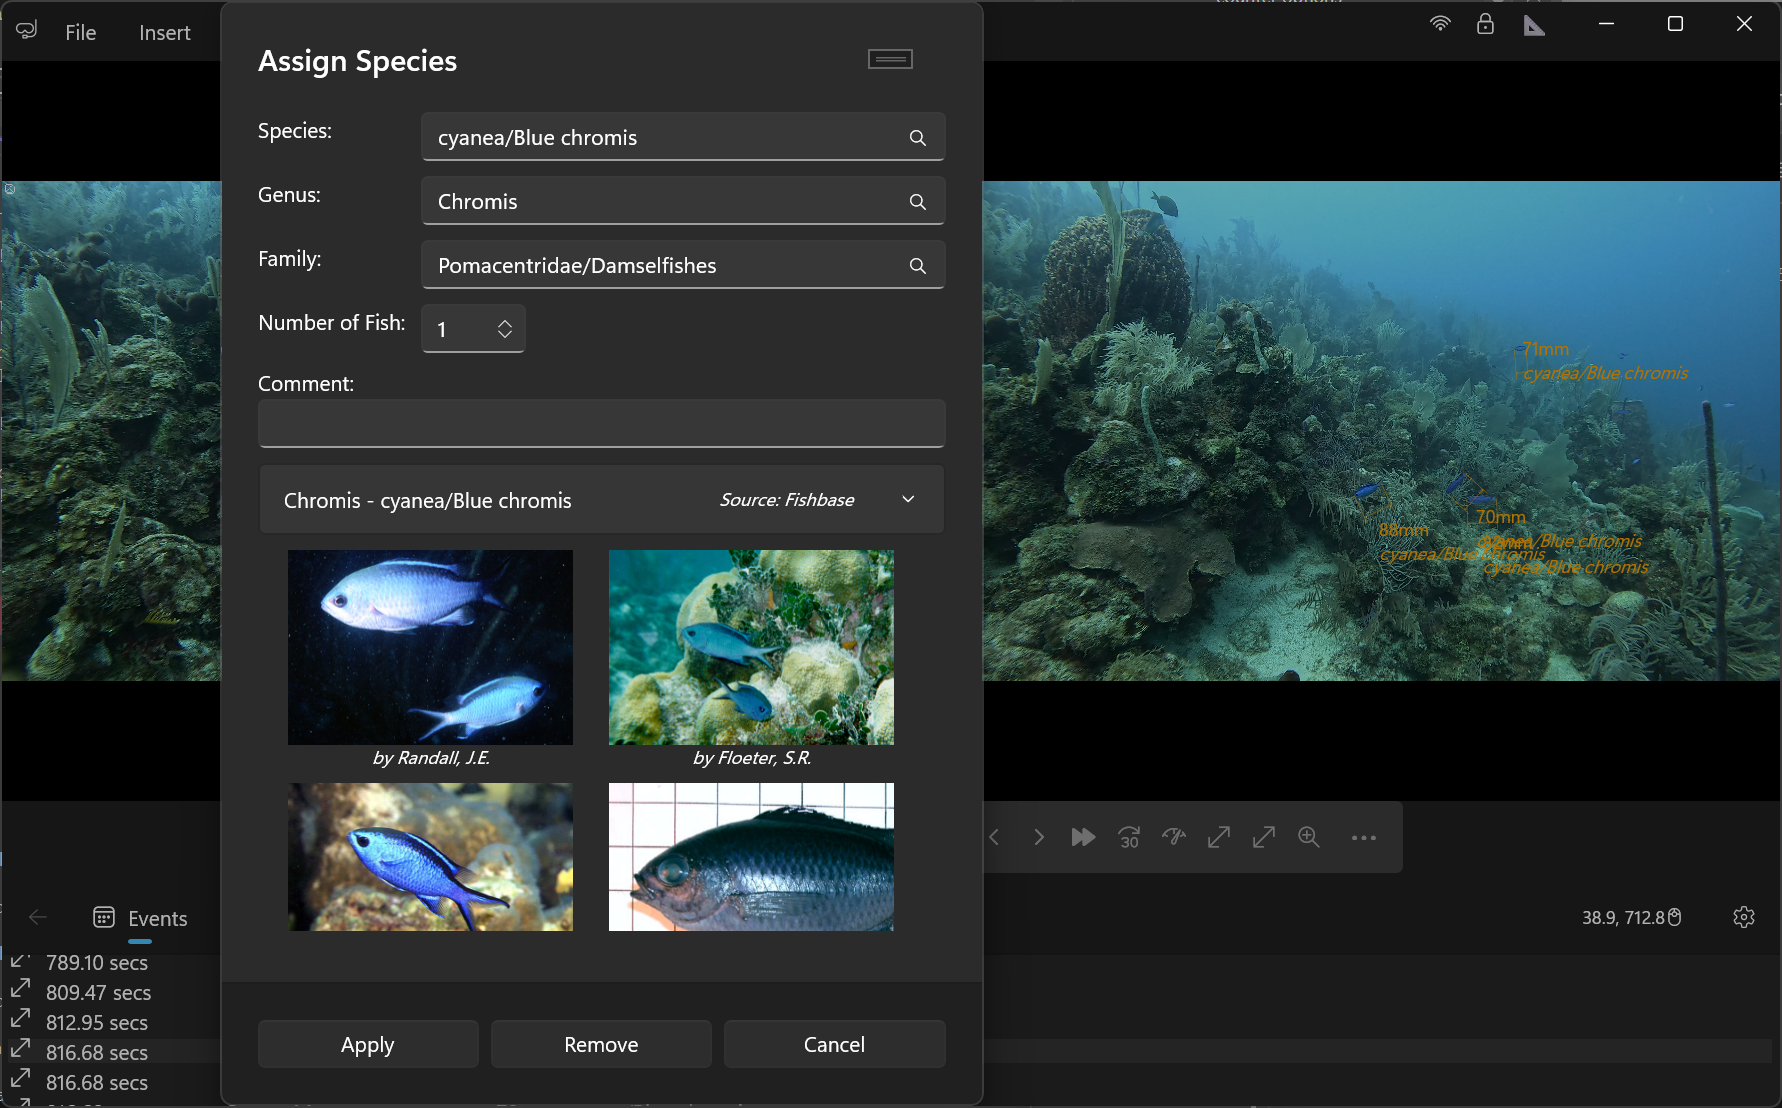 File Insert
Assign Species
Species: cyanea/Blue chromis
Genus: Chromis
Family: Pomacentridae/Damselfishes
Number of Fish: 1
Comment:
Chromis - cyanea/Blue chromis Source: Fishbase
by Randall, J.E. by Floeter, S.R.
71mm
cyanea/Blue chromis
70mm
88mm
cyanea/Blue chromis
cyanea/Blue chromis
cyanea/Blue chromis
30
Events
38.9, 712.8
789.10 secs
809.47 secs
812.95 secs
816.68 secs
816.68 secs
Apply Remove Cancel